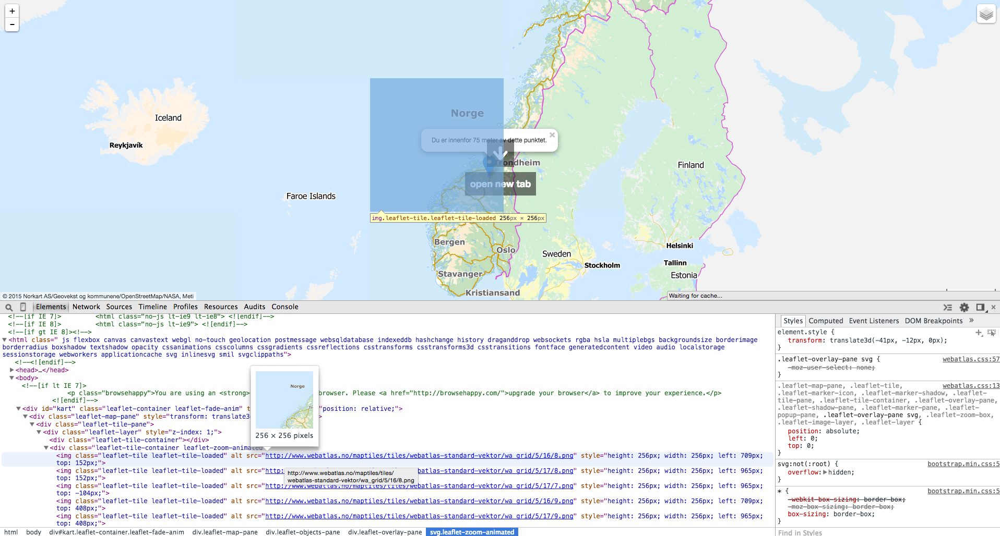 +
−
Norge
Iceland
Reykjavík
Du er innenfor 75 meter av dette punktet.
×
Trondheim
Finland
open new tab
Faroe Islands
img.leaflet-tile.leaflet-tile-loaded 256px × 256px
Bergen
Oslo
Helsinki
Sweden
Tallinn
Stockholm
Stavanger
Estonia
Kristiansand
© 2015 Norkart AS/Geovekst og kommunene/OpenStreetMap/NASA, Meti
Waiting for cache...
Elements Network Sources Timeline Profiles Resources Audits Console
<!--[if IE 7]> <html class="no-js lt-ie9 lt-ie8"> <![endif]-->
<!--[if IE 8]> <html class="no-js lt-ie9"> <![endif]-->
<!--[if gt IE 8]><!-->
<html class=" js flexbox canvas canvastext webgl no-touch geolocation postmessage websqldatabase indexeddb hashchange history draganddrop websockets rgba hsla multiplebgs backgroundsize borderimage
borderradius boxshadow textshadow opacity cssanimations csscolumns cssgradients cssreflections csstransforms csstransforms3d csstransitions fontface generatedcontent video audio localstorage
sessionstorage webworkers applicationcache svg inlinesvg smil svgclippaths">
<!--<![endif]-->
<head>…</head>
<body>
<!--[if lt IE 7]>
<p class="browsehappy">You are using an <strong> browser. Please <a href="http://browsehappy.com/">upgrade your browser</a> to improve your experience.</p>
<![endif]-->
<div id="kart" class="leaflet-container leaflet-fade-anim" "position: relative;">
<div class="leaflet-map-pane" style="transform: >
<div class="leaflet-tile-pane">
<div class="leaflet-layer" style="z-index: 1;">
<div class="leaflet-tile-container"></div>
<div class="leaflet-tile-container leaflet-zoom-animated
Norge
256 × 256 pixels
<img class="leaflet-tile leaflet-tile-loaded" alt src="http://www.webatlas.no/maptiles/tiles/webatlas-standard-vektor/wa_grid/5/16/8.png" style="height: 256px; width: 256px; left: 709px;
top: 152px;">
<img class="leaflet-tile leaflet-tile-loaded" alt src="http://www.webatlas.no/maptiles/tiles/webatlas-standard-vektor/wa_grid/5/17/8.png" style="height: 256px; width: 256px; left: 965px;
top: 152px;">
http://www.webatlas.no/maptiles/tiles/
webatlas-standard-vektor/wa_grid/5/16/8.png
<img class="leaflet-tile leaflet-tile-loaded" alt src="http://www.webatlas.no/maptiles/tiles/webatlas-standard-vektor/wa_grid/5/17/7.png" style="height: 256px; width: 256px; left: 965px;
top: -104px;">
<img class="leaflet-tile leaflet-tile-loaded" alt src="http://www.webatlas.no/maptiles/tiles/webatlas-standard-vektor/wa_grid/5/16/9.png" style="height: 256px; width: 256px; left: 709px;
top: 408px;">
<img class="leaflet-tile leaflet-tile-loaded" alt src="http://www.webatlas.no/maptiles/tiles/webatlas-standard-vektor/wa_grid/5/17/9.png" style="height: 256px; width: 256px; left: 965px;
top: 408px;">
html body div#kart.leaflet-container.leaflet-fade-anim div.leaflet-map-pane div.leaflet-objects-pane div.leaflet-overlay-pane svg.leaflet-zoom-animated
Styles Computed Event Listeners DOM Breakpoints »
element.style {
transform: translate3d(-41px, -12px, 0px);
}
.leaflet-overlay-pane svg { webatlas.css:57
-moz-user-select: none;
}
.leaflet-map-pane, .leaflet-tile, webatlas.css:13
.leaflet-marker-icon, .leaflet-marker-shadow, .leaflet-
tile-pane, .leaflet-tile-container, .leaflet-overlay-pane,
.leaflet-shadow-pane, .leaflet-marker-pane, .leaflet-
popup-pane, .leaflet-overlay-pane svg, .leaflet-zoom-box,
.leaflet-image-layer, .leaflet-layer {
position: absolute;
left: 0;
top: 0;
}
svg:not(:root) { bootstrap.min.css:5
overflow: hidden;
}
* { bootstrap.min.css:5
-webkit-box-sizing: border-box;
-moz-box-sizing: border-box;
box-sizing: border-box;
}
Find in Styles